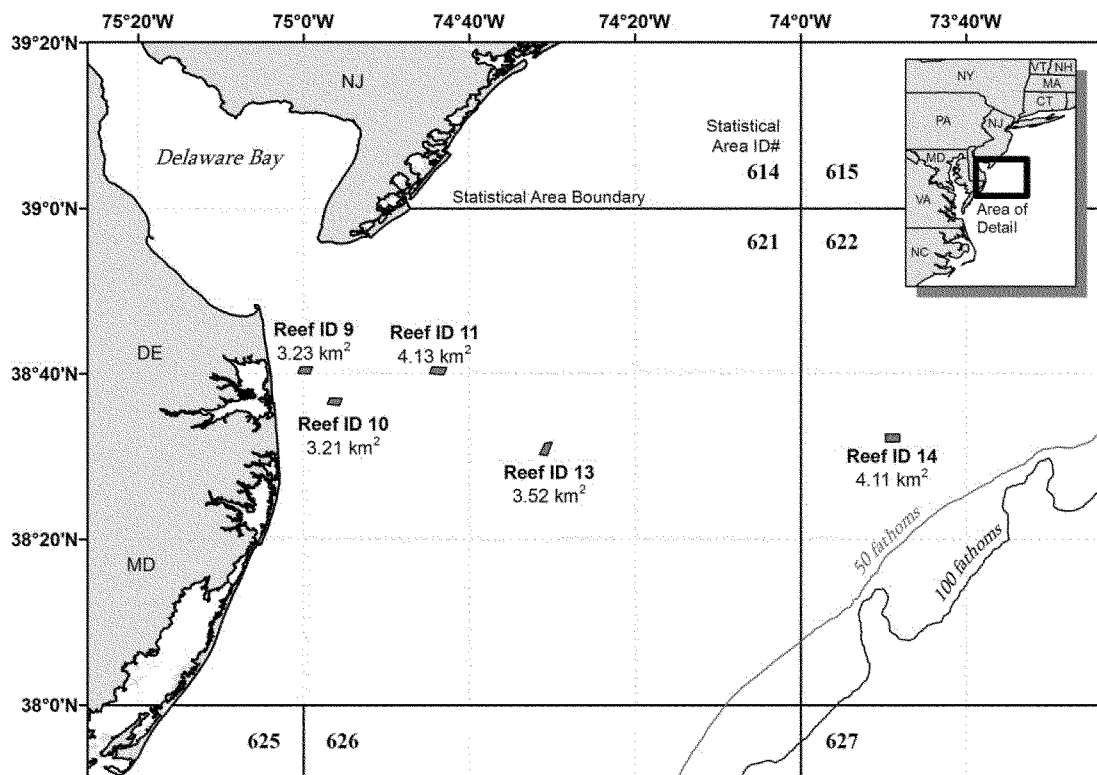 75°20'W 75°0'W 74°40'W 74°20'W 74°0'W 73°40'W
39°20'N
NJ
Delaware Bay
Statistical
Area ID#
614 615
39°0'N
Statistical Area Boundary
621 622
NY
VT NH
MA
CT
PA
NJ
MD
VA
NC
Area of
Detail
DE
Reef ID 9
3.23 km²
Reef ID 11
4.13 km²
38°40'N
Reef ID 10
3.21 km²
Reef ID 13
3.52 km²
Reef ID 14
4.11 km²
50 fathoms
100 fathoms
38°20'N
MD
38°0'N
625 626 627